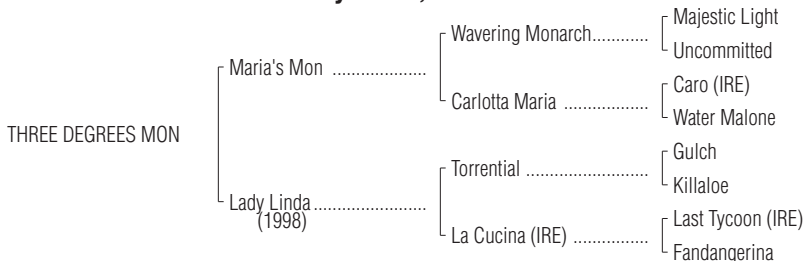 Majestic Light
Wavering Monarch............
Uncommitted
Maria's Mon .....................
Caro (IRE)
Carlotta Maria ..................
Water Malone
THREE DEGREES MON
Gulch
Torrential ..........................
Killaloe
Lady Linda .........................
(1998)
Last Tycoon (IRE)
La Cucina (IRE) ................
Fandangerina